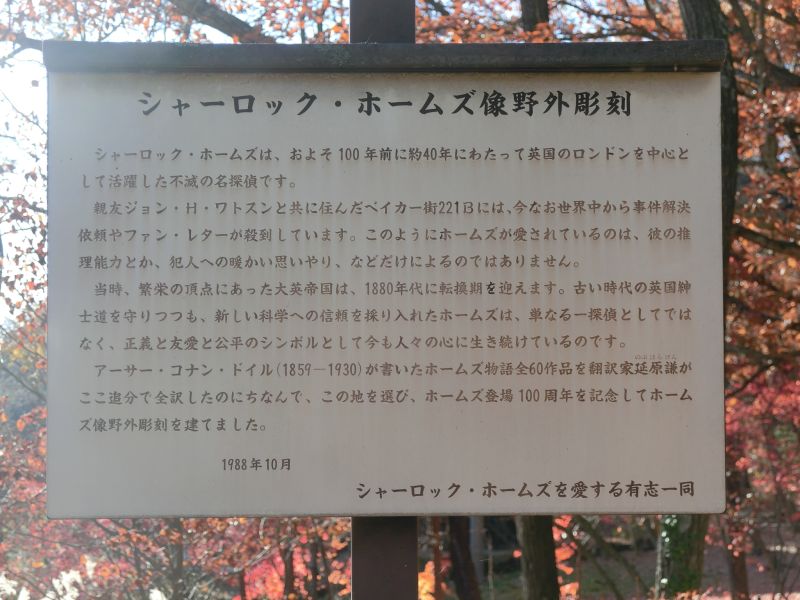 シャーロック・ホームズ像野外彫刻
シャーロック・ホームズは、およそ100年前に約40年にわたって英国のロンドンを中心と
して活躍した不滅の名探偵です。
親友ジョン・H・ワトスンと共に住んだベイカー街221Bには、今なお世界中から事件解決
依頼やファン・レターが殺到しています。このようにホームズが愛されているのは、彼の推
理能力とか、犯人への暖かい思いやり、などだけによるのではありません。
当時、繁栄の頂点にあった大英帝国は、1880年代に転換期を迎えます。古い時代の英国紳
士道を守りつつも、新しい科学への信頼を採り入れたホームズは、単なる一探偵としてでは
なく、正義と友愛と公平のシンボルとして今も人々の心に生き続けているのです。
アーサー・コナン・ドイル(1859―1930)が書いたホームズ物語全60作品を翻訳家延原謙が
のぶはらけん
ここ追分で全訳したのにちなんで、この地を選び、ホームズ登場100周年を記念してホーム
ズ像野外彫刻を建てました。
1988年10月
シャーロック・ホームズを愛する有志一同